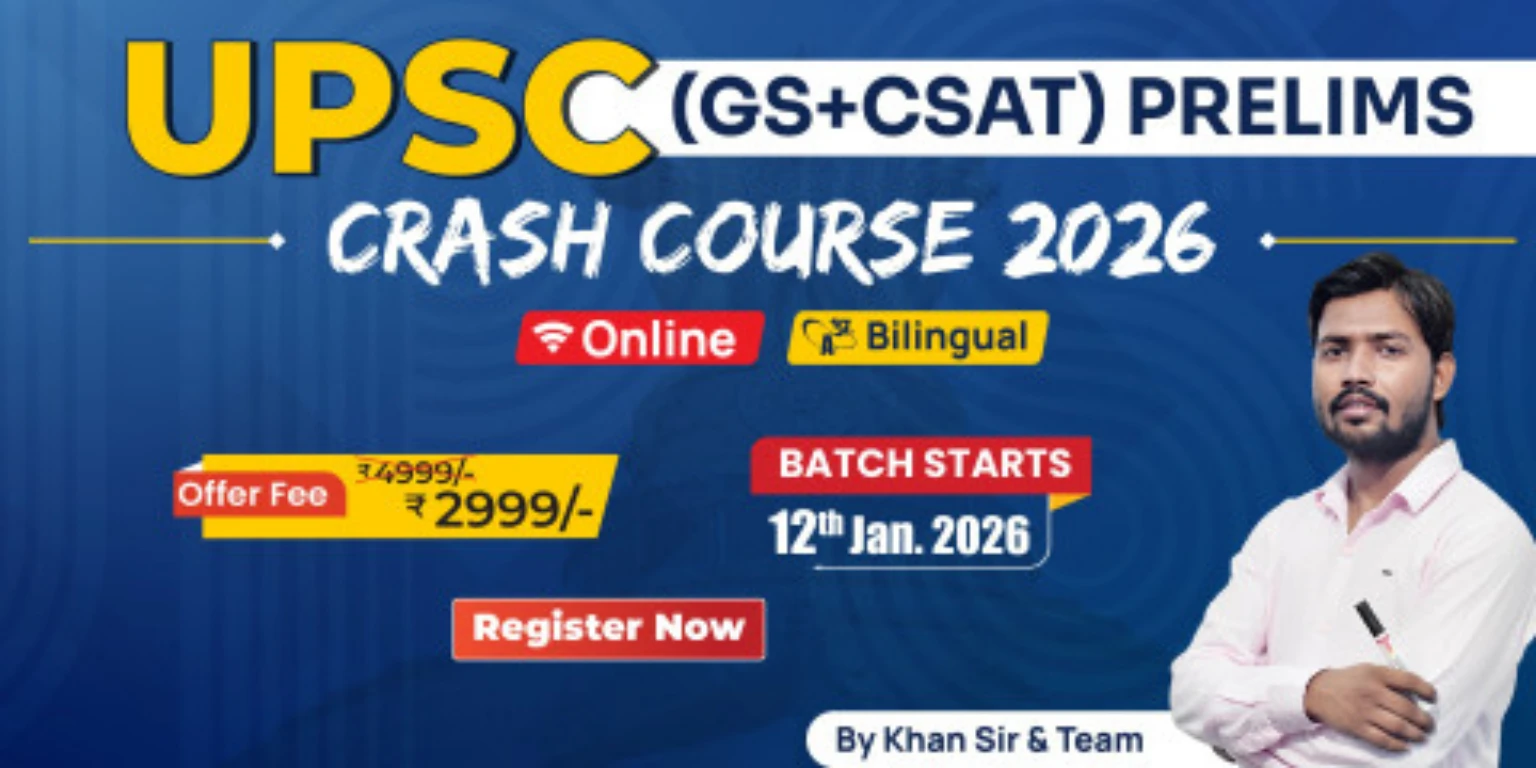 UPSC (GS+CSAT) PRELIMS
CRASH COURSE 2026
Online
Bilingual
Offer Fee
₹4999/-
₹2999/-
BATCH STARTS
12th Jan. 2026
Register Now
By Khan Sir & Team